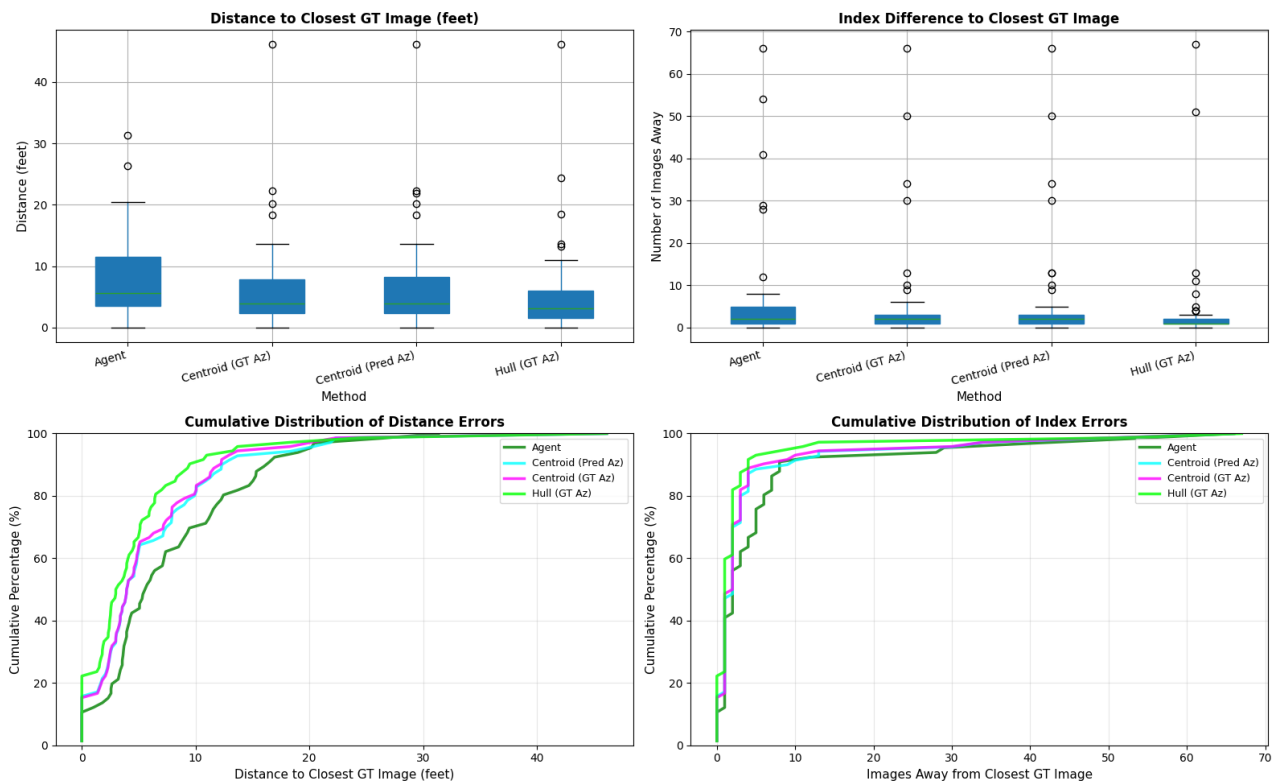 Distance to Closest GT Image (feet)
Distance (feet)
40
30
20
10
0
Agent
Centroid (GT Az)
Centroid (Pred Az)
Hull (GT Az)
Method
Index Difference to Closest GT Image
Number of Images Away
70
60
50
40
30
20
10
0
Agent
Centroid (GT Az)
Centroid (Pred Az)
Hull (GT Az)
Method
Cumulative Distribution of Distance Errors
Cumulative Percentage (%)
100
80
60
40
20
0
Agent
Centroid (Pred Az)
Centroid (GT Az)
Hull (GT Az)
0 10 20 30 40
Distance to Closest GT Image (feet)
Cumulative Distribution of Index Errors
Cumulative Percentage (%)
100
80
60
40
20
0
Agent
Centroid (Pred Az)
Centroid (GT Az)
Hull (GT Az)
0 10 20 30 40 50 60 70
Images Away from Closest GT Image